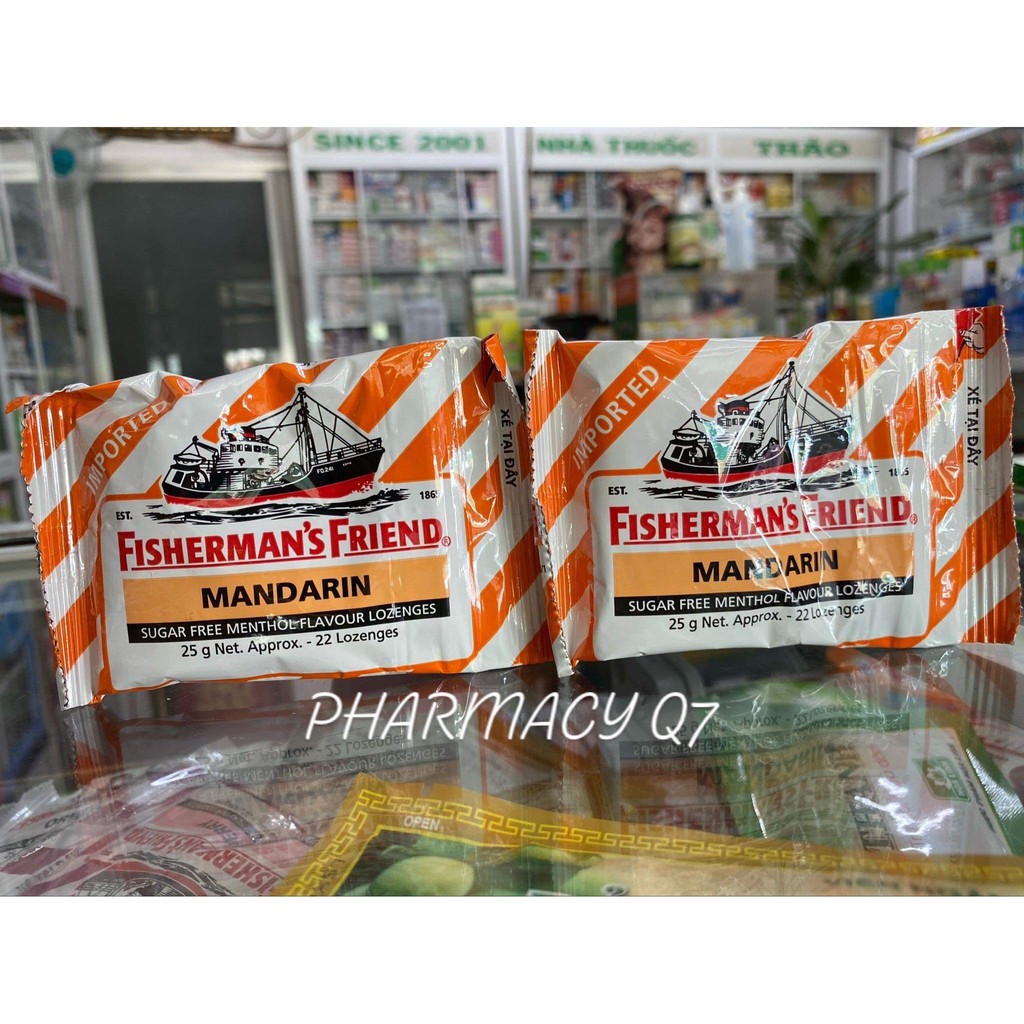 SINCE 2001
NHÀ THUỐC
THẢO
IMPORTED
FD241
XÉ TẠI ĐÂY
EST.
1865
FISHERMAN'S FRIEND®
MANDARIN
SUGAR FREE MENTHOL FLAVOUR LOZENGES
25 g Net. Approx. - 22 Lozenges
IMPORTED
XÉ TẠI ĐÂY
EST.
1865
FISHERMAN'S FRIEND®
MANDARIN
SUGAR FREE MENTHOL FLAVOUR LOZENGES
25 g Net. Approx. - 22 Lozenges
PHARMACY Q7
OPEN